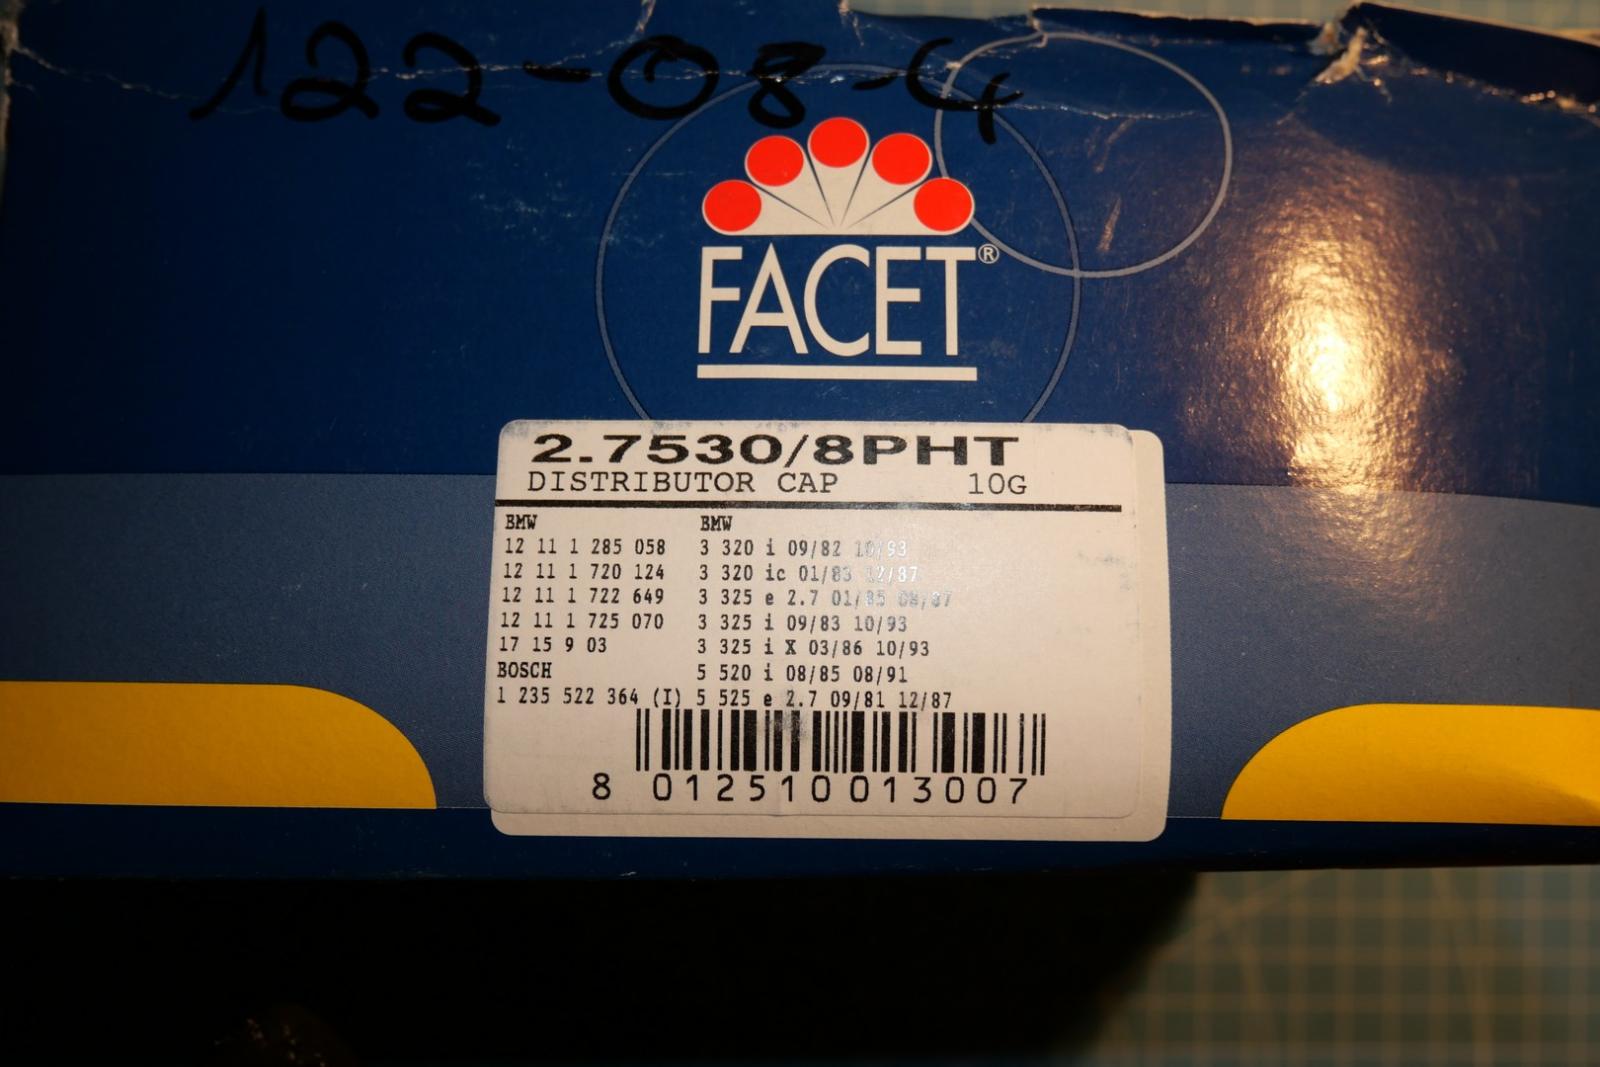 122-08-4
FACET®
2.7530/8PHT
DISTRIBUTOR CAP 10G
BMW BMW
12 11 1 285 058 3 320 i 09/82 10/93
12 11 1 720 124 3 320 ic 01/83 12/87
12 11 1 722 649 3 325 e 2.7 01/85 08/87
12 11 1 725 070 3 325 i 09/83 10/93
17 15 9 03 3 325 i X 03/86 10/93
BOSCH 5 520 i 08/85 08/91
1 235 522 364 (I) 5 525 e 2.7 09/81 12/87
8 012510 013007